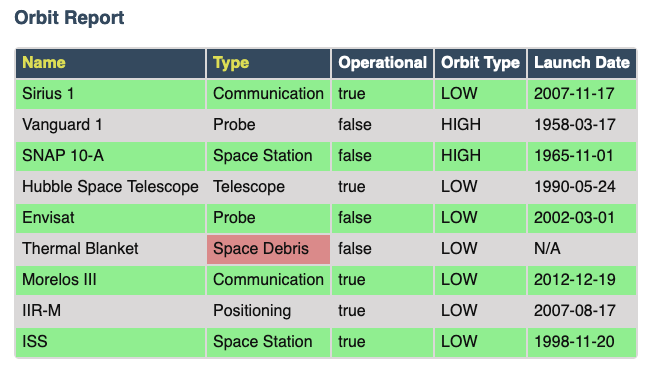 Orbit Report
Name Type Operational Orbit Type Launch Date
Sirius 1 Communication true LOW 2007-11-17
Vanguard 1 Probe false HIGH 1958-03-17
SNAP 10-A Space Station false HIGH 1965-11-01
Hubble Space Telescope Telescope true LOW 1990-05-24
Envisat Probe false LOW 2002-03-01
Thermal Blanket Space Debris false LOW N/A
Morelos III Communication true LOW 2012-12-19
IIR-M Positioning true LOW 2007-08-17
ISS Space Station true LOW 1998-11-20